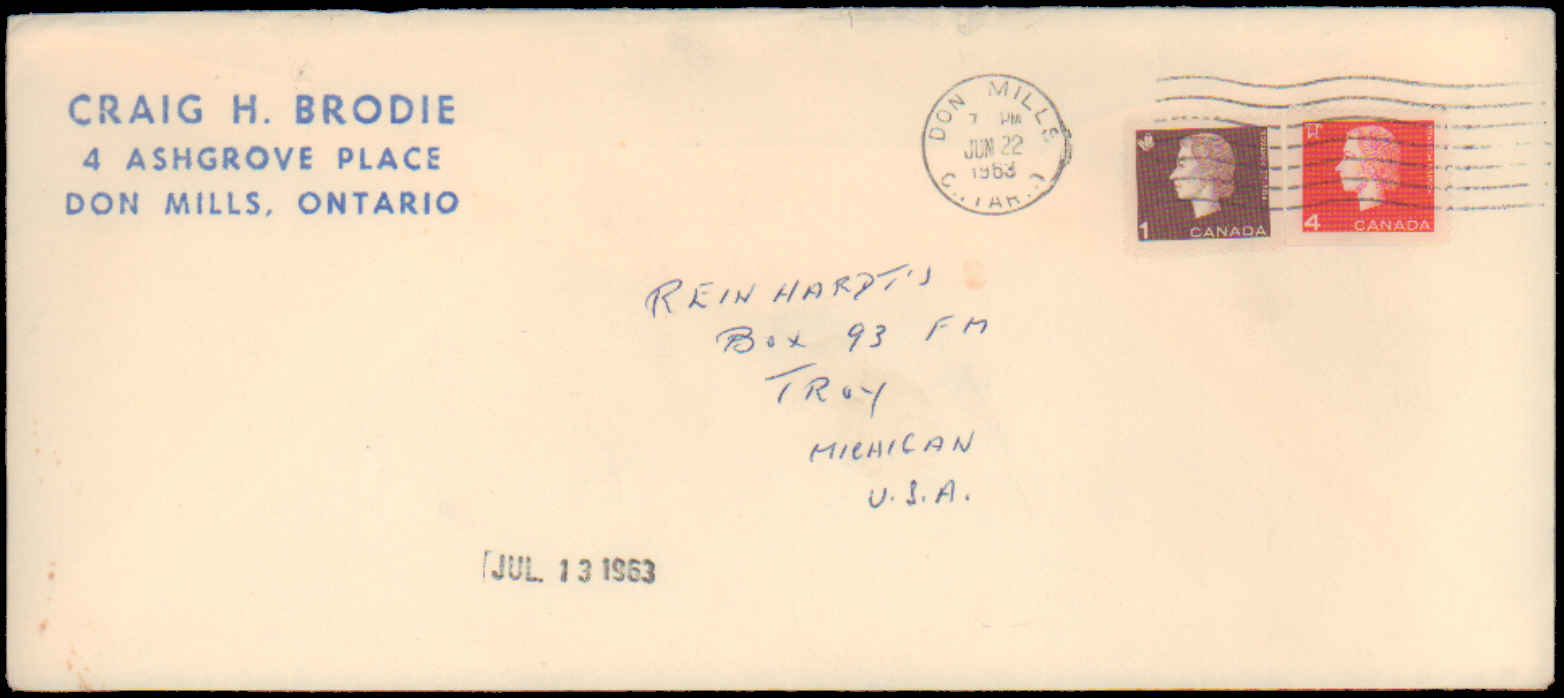 CRAIG H. BRODIE
4 ASHGROVE PLACE
DON MILLS, ONTARIO
DON MILLS
7 PM
JUN 22
1963
1 CANADA
4 CANADA
REINHARDT'S
BOX 93 FM
TROY
MICHIGAN
U.S.A.
JUL. 13 1963